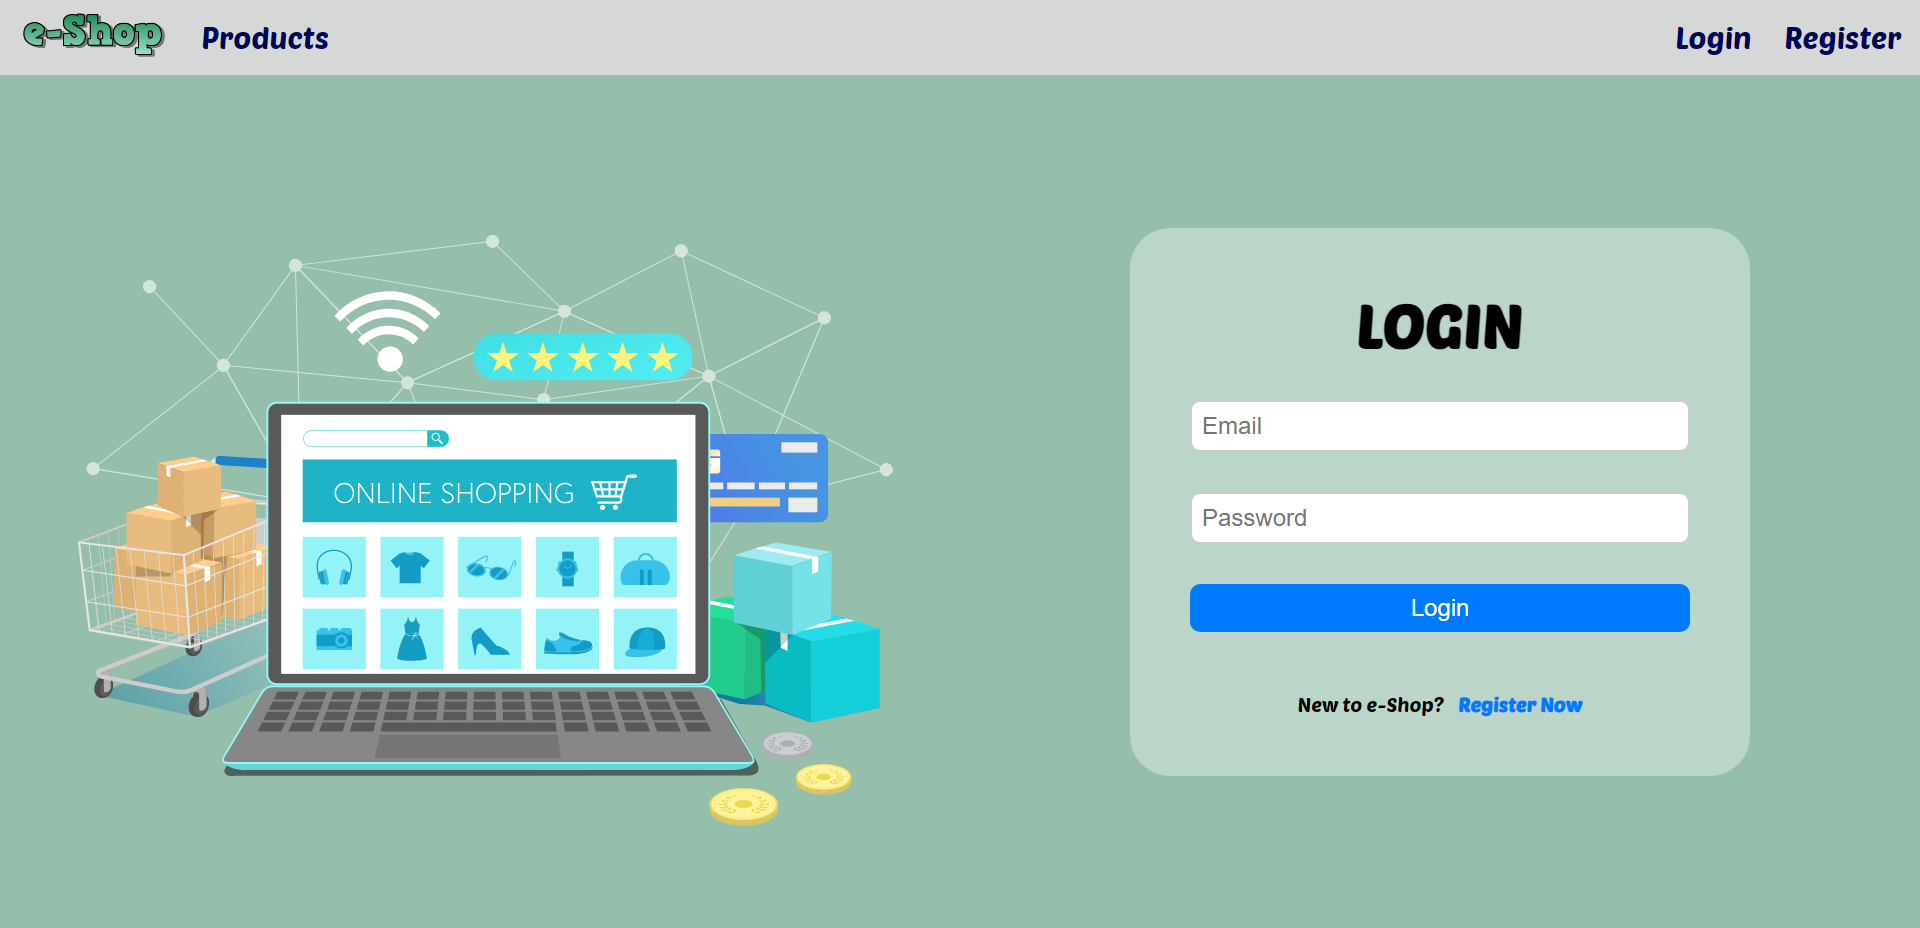 e-Shop Products Login Register
ONLINE SHOPPING
LOGIN
Email
Password
Login
New to e-Shop? Register Now